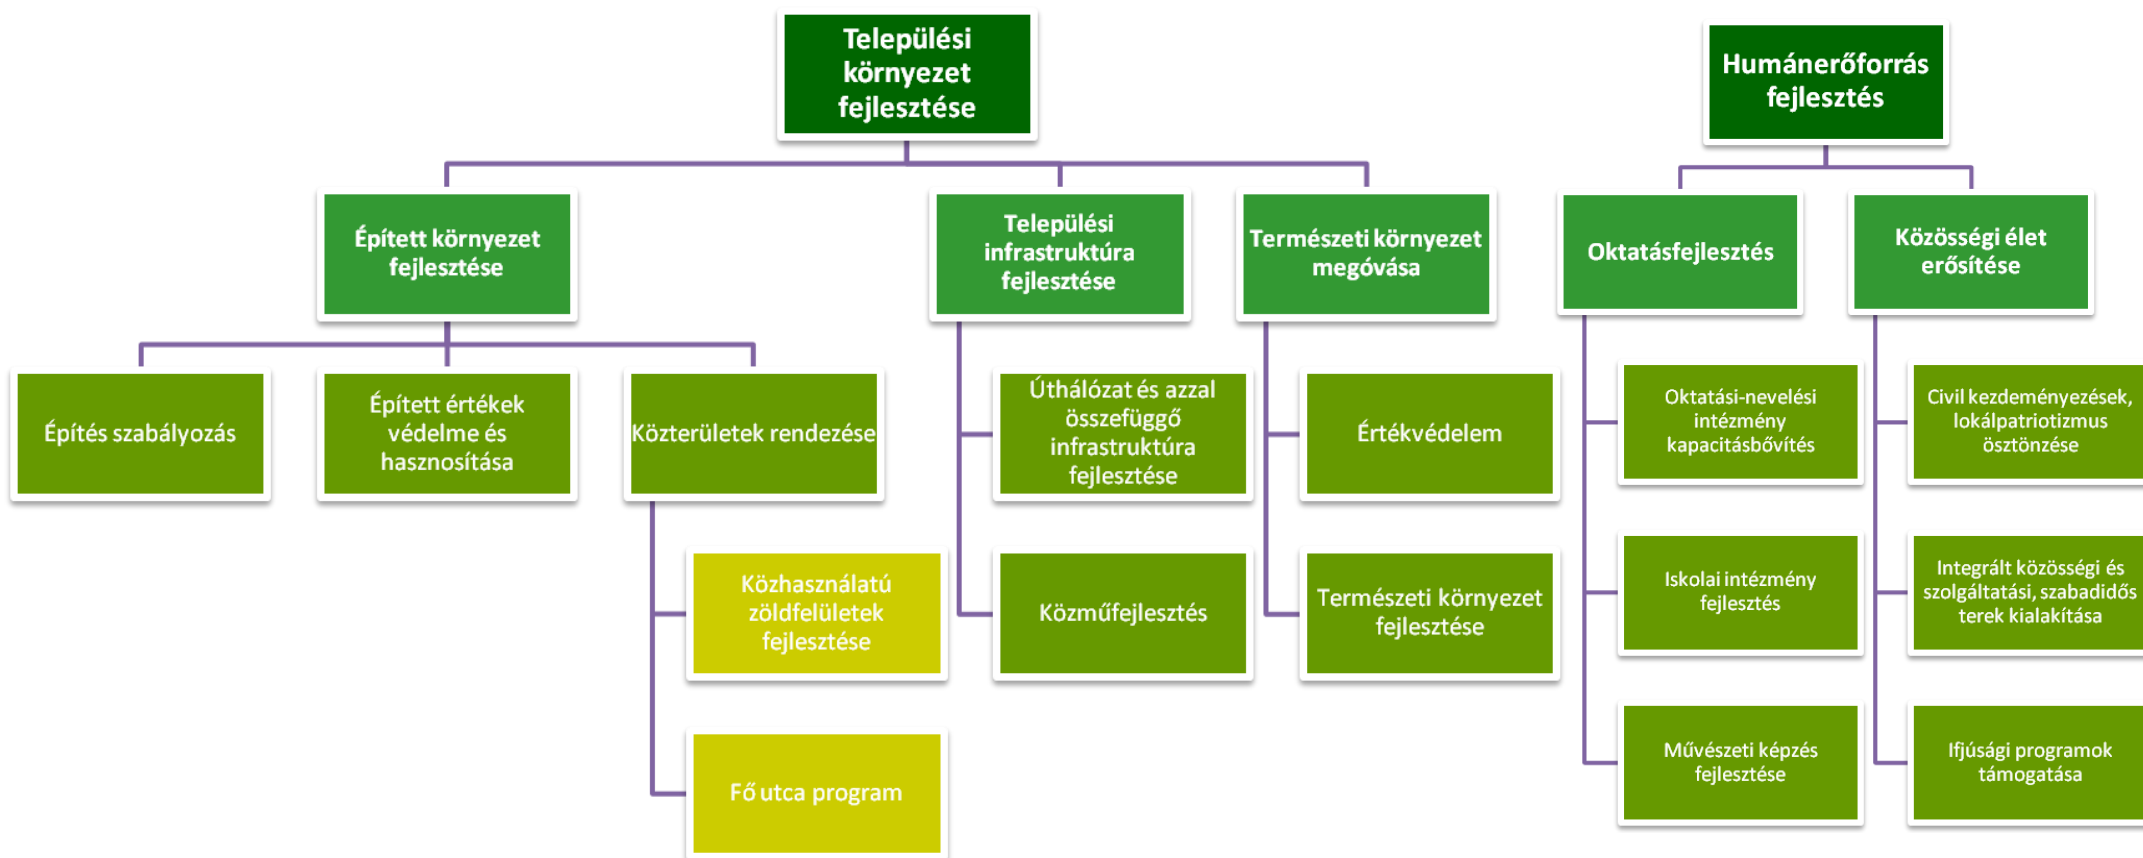 Települési
környezet
fejlesztése
Humánerőforrás
fejlesztés
Épített környezet
fejlesztése
Települési
infrastruktúra
fejlesztése
Természeti környezet
megóvása
Oktatásfejlesztés
Közösségi élet
erősítése
Építés szabályozás
Épített értékek
védelme és
hasznosítása
Közterületek rendezése
Úthálózat és azzal
összefüggő
infrastruktúra
fejlesztése
Értékvédelem
Oktatási-nevelési
intézmény
kapacitásbővítés
Civil kezdeményezések,
lokálpatriotizmus
ösztönzése
Közhasználatú
zöldfelületek
fejlesztése
Közműfejlesztés
Természeti környezet
fejlesztése
Iskolai intézmény
fejlesztés
Integrált közösségi és
szolgáltatási, szabadidős
terek kialakítása
Fő utca program
Művészeti képzés
fejlesztése
Ifjúsági programok
támogatása